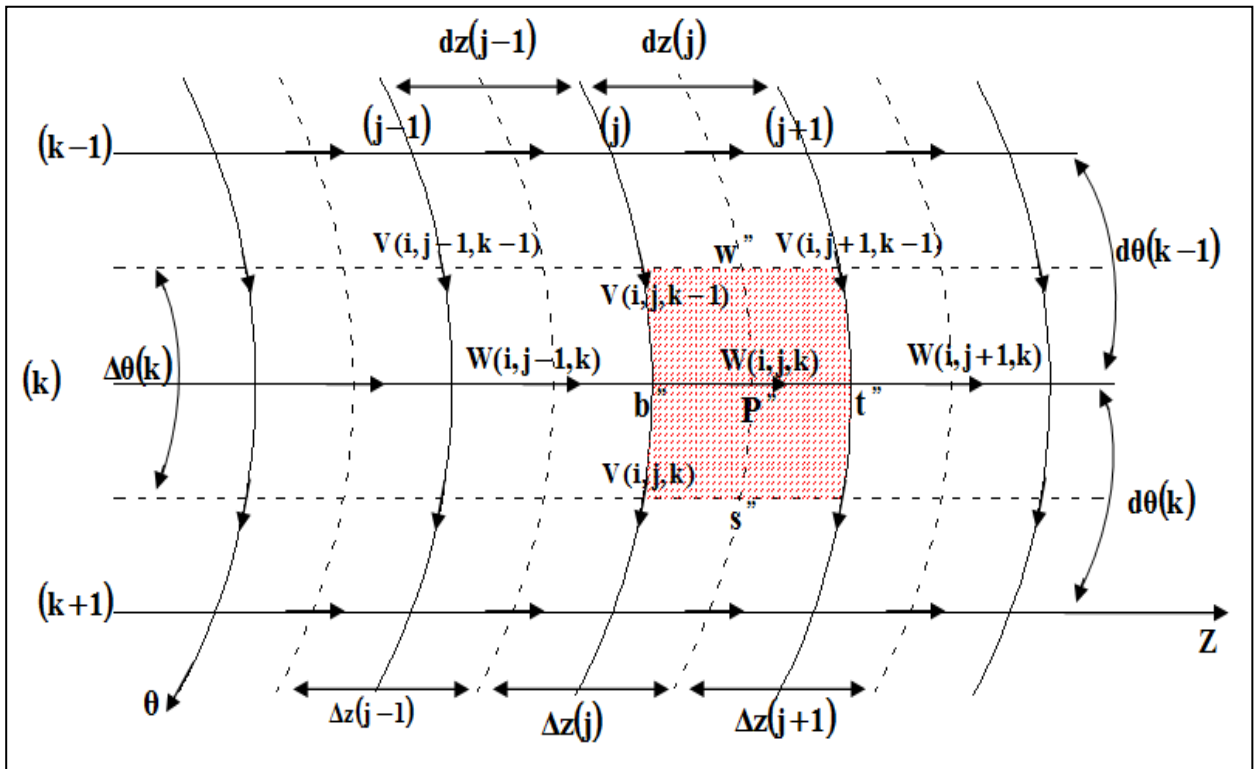 dz(j−1) dz(j)
(j−1) (j) (j+1)
(k−1)
V(i,j−1,k−1) w" V(i,j+1,k−1) dθ(k−1)
V(i,j,k−1)
Δθ(k) W(i,j−1,k) W(i,j,k) W(i,j+1,k)
(k)
b" P" t"
V(i,j,k)
s" dθ(k)
(k+1)
Z
θ Δz(j−1) Δz(j) Δz(j+1)